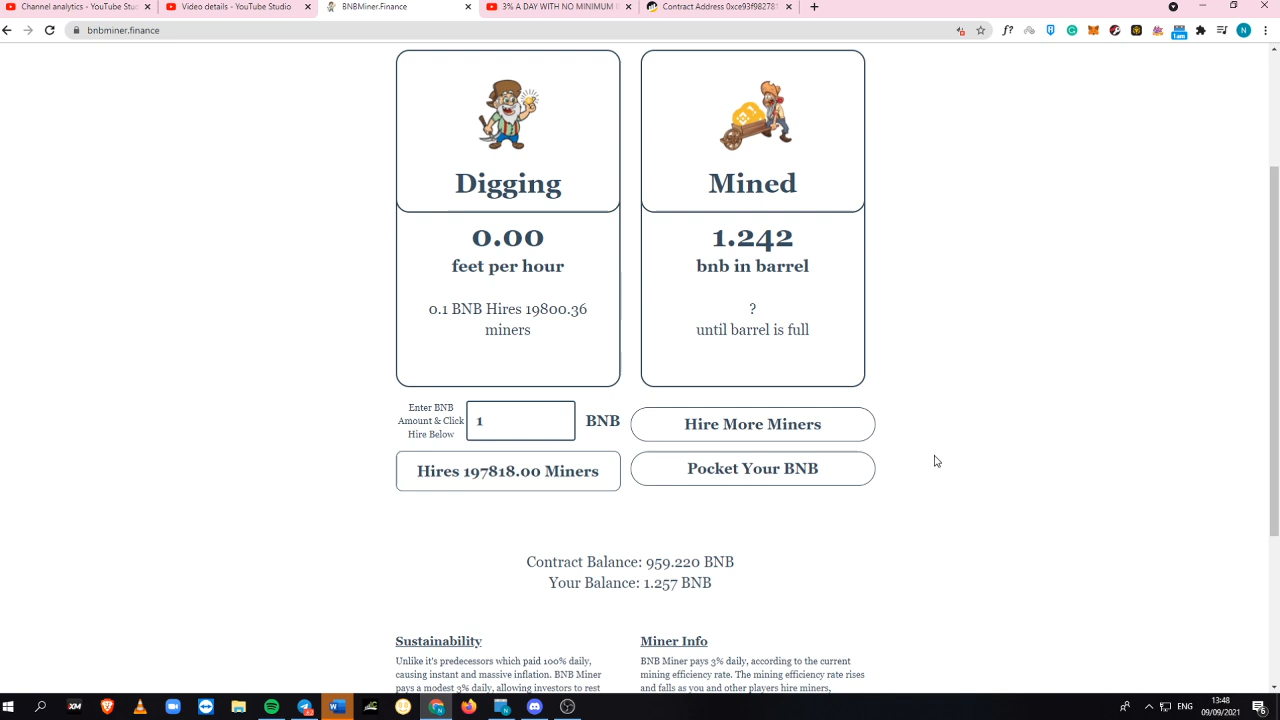 Channel analytics - YouTube Stu
Video details - YouTube Studio
BNBMiner.Finance
3% A DAY WITH NO MINIMUM
Contract Address 0xce93f982781
bnbminer.finance
N
Digging
Mined
0.00
feet per hour
1.242
bnb in barrel
0.1 BNB Hires 19800.36
miners
?
until barrel is full
Enter BNB
Amount & Click
Hire Below
1
BNB
Hires 197818.00 Miners
Hire More Miners
Pocket Your BNB
Contract Balance: 959.220 BNB
Your Balance: 1.257 BNB
Sustainability
Unlike it's predecessors which paid 100% daily,
causing instant and massive inflation. BNB Miner
pays a modest 3% daily, allowing investors to rest
Miner Info
BNB Miner pays 3% daily, according to the current
mining efficiency rate. The mining efficiency rate rises
and falls as you and other players hire miners,
ENG
13:48
09/09/2021